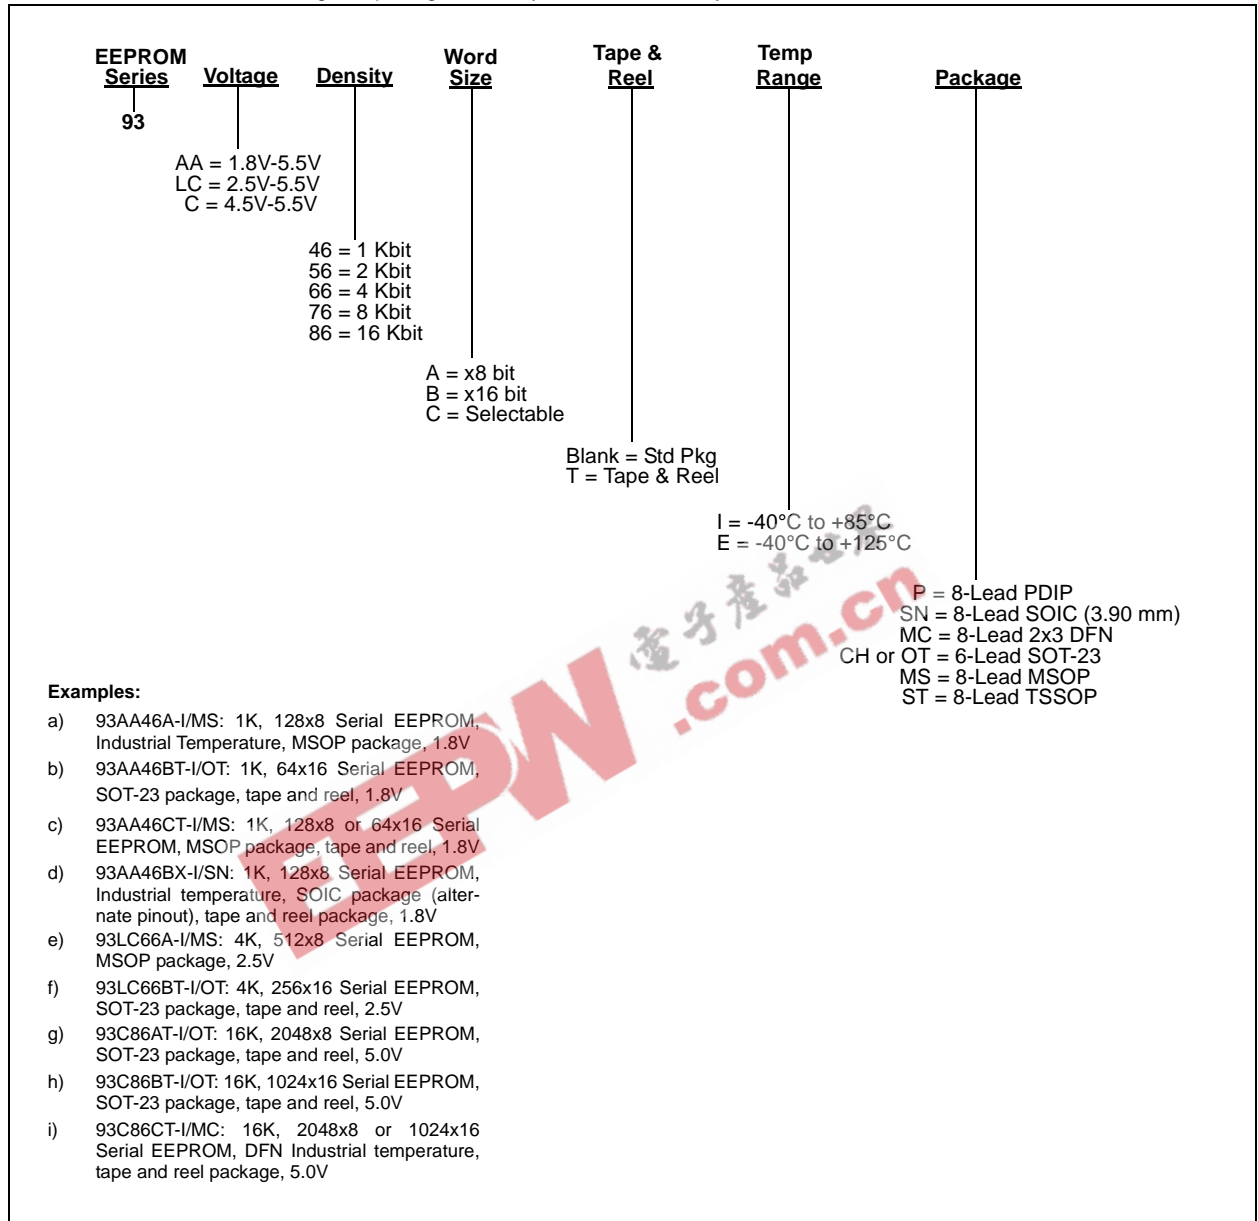 EEPROM
Series
Voltage
Density
Word
Size
Tape &
Reel
Temp
Range
Package
93
AA = 1.8V-5.5V
LC = 2.5V-5.5V
C = 4.5V-5.5V
46 = 1 Kbit
56 = 2 Kbit
66 = 4 Kbit
76 = 8 Kbit
86 = 16 Kbit
A = x8 bit
B = x16 bit
C = Selectable
Blank = Std Pkg
T = Tape & Reel
I = -40°C to +85°C
E = -40°C to +125°C
P = 8-Lead PDIP
SN = 8-Lead SOIC (3.90 mm)
MC = 8-Lead 2x3 DFN
CH or OT = 6-Lead SOT-23
MS = 8-Lead MSOP
ST = 8-Lead TSSOP
Examples:
a) 93AA46A-I/MS: 1K, 128x8 Serial EEPROM,
Industrial Temperature, MSOP package, 1.8V
b) 93AA46BT-I/OT: 1K, 64x16 Serial EEPROM,
SOT-23 package, tape and reel, 1.8V
c) 93AA46CT-I/MS: 1K, 128x8 or 64x16 Serial
EEPROM, MSOP package, tape and reel, 1.8V
d) 93AA46BX-I/SN: 1K, 128x8 Serial EEPROM,
Industrial temperature, SOIC package (alter-
nate pinout), tape and reel package, 1.8V
e) 93LC66A-I/MS: 4K, 512x8 Serial EEPROM,
MSOP package, 2.5V
f) 93LC66BT-I/OT: 4K, 256x16 Serial EEPROM,
SOT-23 package, tape and reel, 2.5V
g) 93C86AT-I/OT: 16K, 2048x8 Serial EEPROM,
SOT-23 package, tape and reel, 5.0V
h) 93C86BT-I/OT: 16K, 1024x16 Serial EEPROM,
SOT-23 package, tape and reel, 5.0V
i) 93C86CT-I/MC: 16K, 2048x8 or 1024x16
Serial EEPROM, DFN Industrial temperature,
tape and reel package, 5.0V
EEPW
電子產品世界
.com.cn